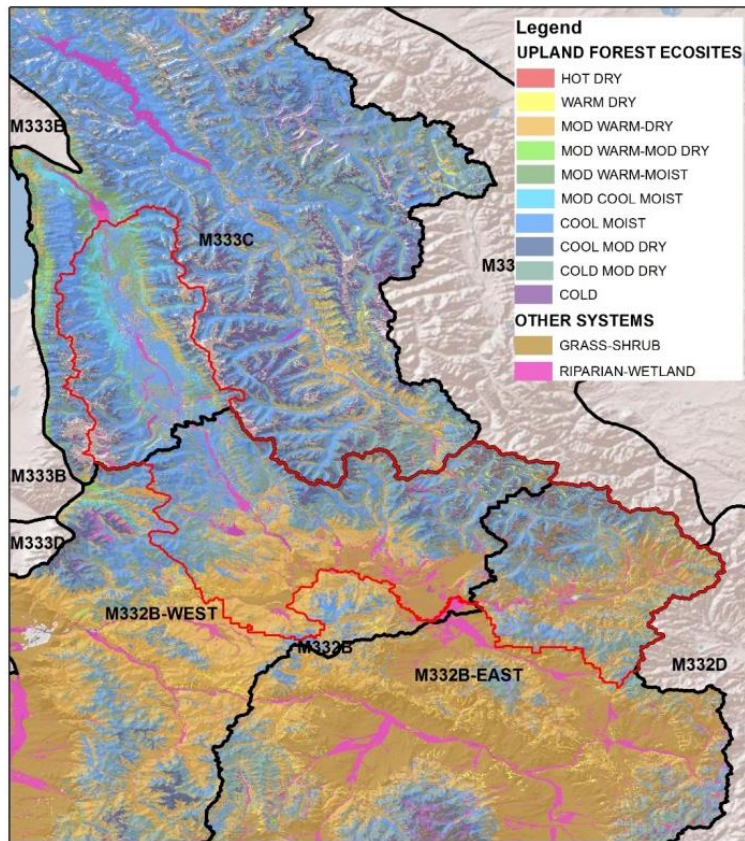 Legend
UPLAND FOREST ECOSITES
HOT DRY
WARM DRY
MOD WARM-DRY
MOD WARM-MOD DRY
MOD WARM-MOIST
MOD COOL MOIST
COOL MOIST
COOL MOD DRY
COLD MOD DRY
COLD
OTHER SYSTEMS
GRASS-SHRUB
RIPARIAN-WETLAND
M333B
M333C
M33
M333B
M333D
M332B-WEST
M332B
M332B-EAST
M332D